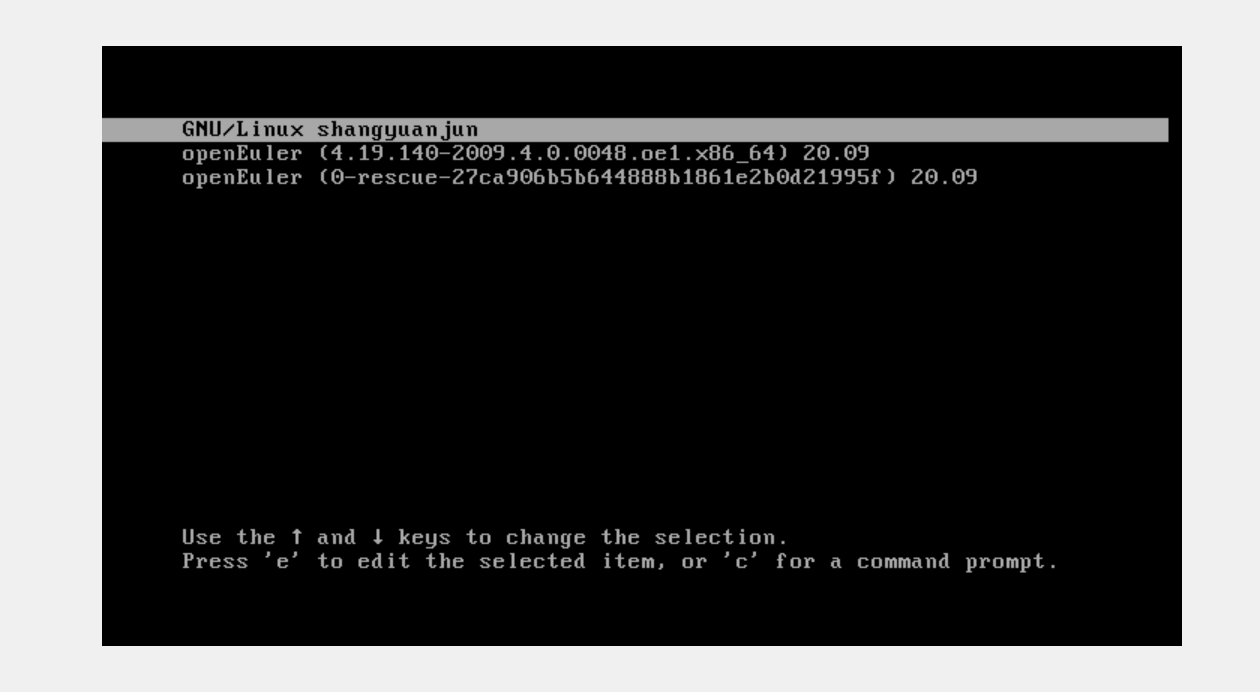 GNU/Linux shangyuanjun
openEuler (4.19.140-2009.4.0.0048.oe1.x86_64) 20.09
openEuler (0-rescue-27ca906b5b644888b1861e2b0d21995f) 20.09
Use the ↑ and ↓ keys to change the selection.
Press 'e' to edit the selected item, or 'c' for a command prompt.